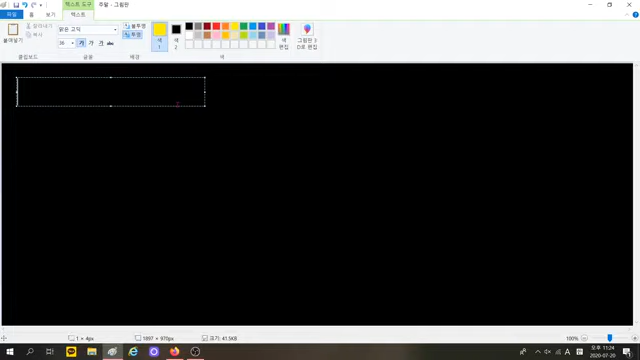 텍스트 도구 주말 - 그림판
파일 홈 보기 텍스트
붙여넣기
잘라내기
복사
클립보드
맑은 고딕
36
가 가 가 abc
글꼴
불투명
투명
배경
색
1
색
2
색
편집
그림판 3
D로 편집
색
1 × 4px
1897 × 970px
크기: 41.5KB
100%
오후 11:24
2020-07-20